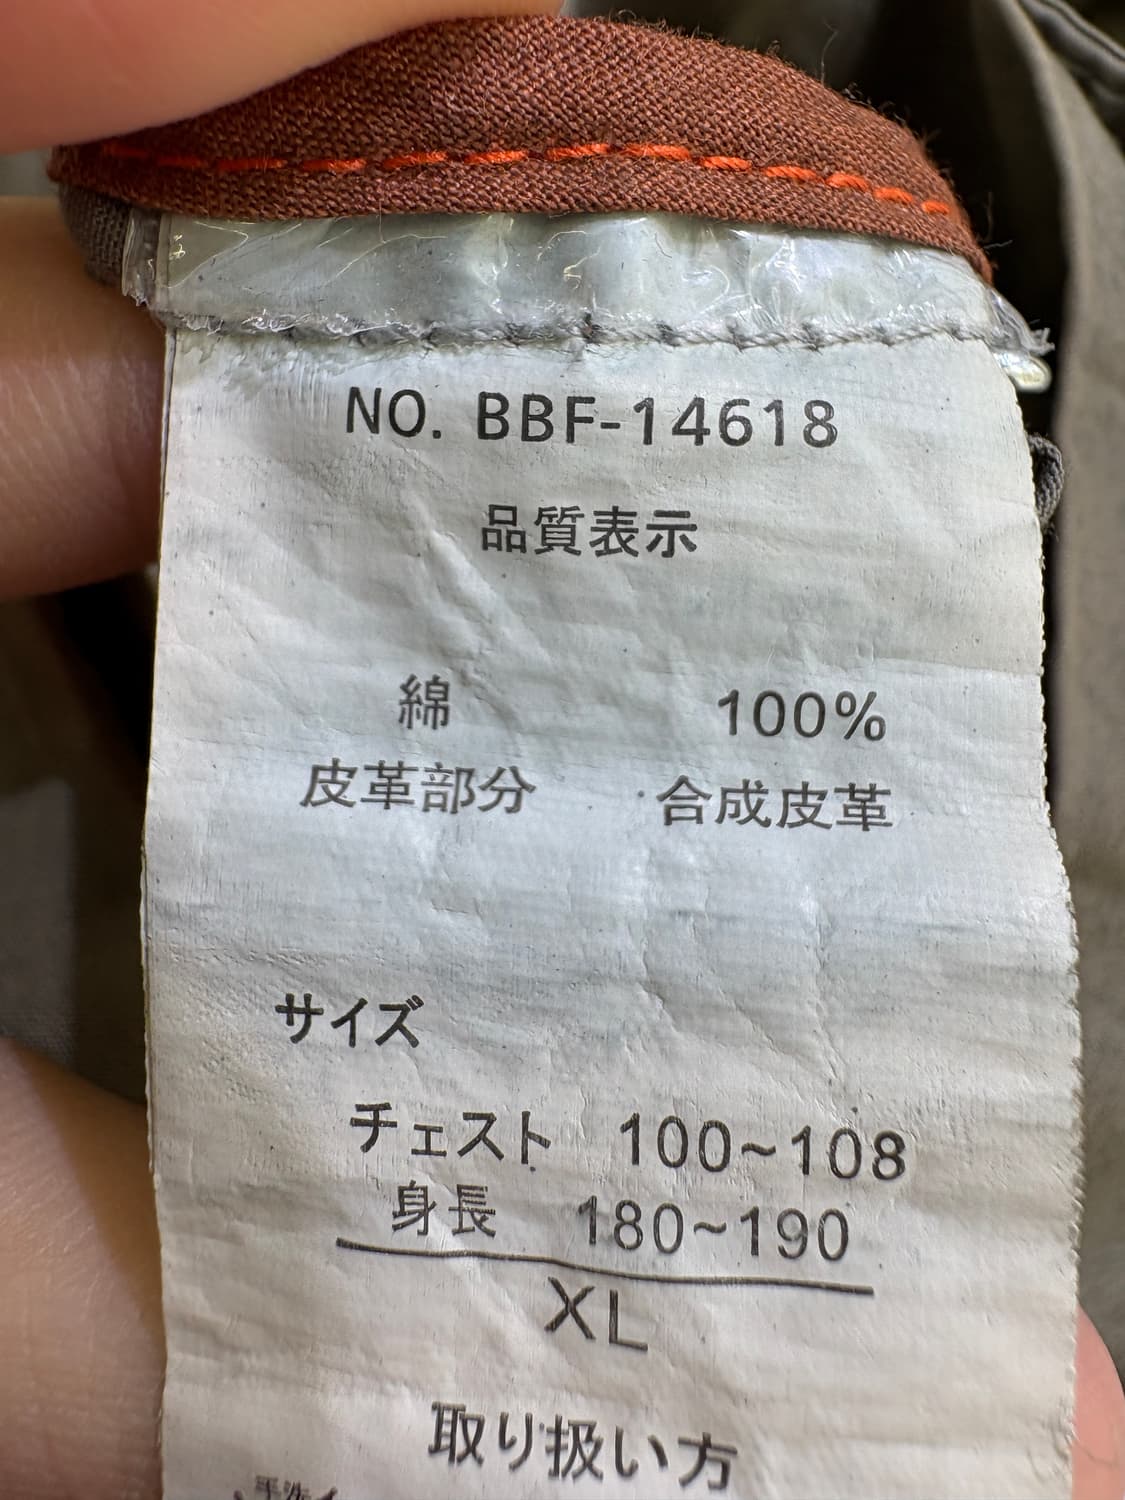 NO. BBF-14618
品質表示
綿 100%
皮革部分 合成皮革
サイズ
チェスト 100~108
身長 180~190
XL
取り扱い方